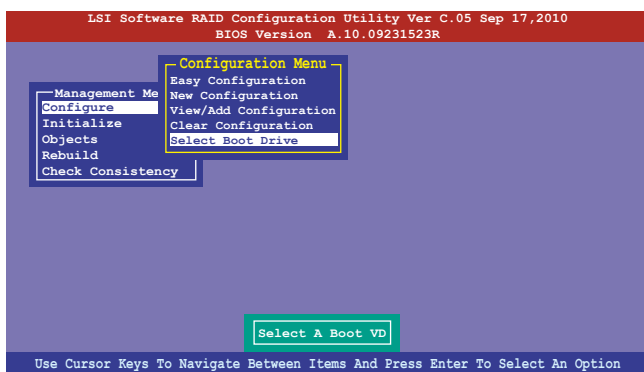 LSI Software RAID Configuration Utility Ver C.05 Sep 17,2010
BIOS Version A.10.09231523R
Configuration Menu
Easy Configuration
New Configuration
View/Add Configuration
Clear Configuration
Select Boot Drive
Management Me
Configure
Initialize
Objects
Rebuild
Check Consistency
Select A Boot VD
Use Cursor Keys To Navigate Between Items And Press Enter To Select An Option